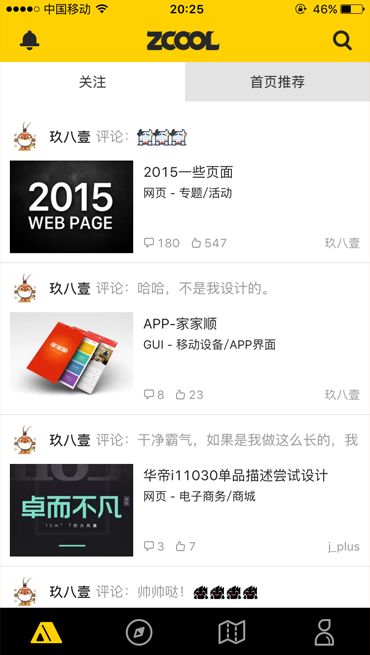 中国移动 20:25 46%
ZCOOL
关注 首页推荐
玖八壹 评论：
2015
WEB PAGE
2015一些页面
网页 - 专题/活动
180 547 玖八壹
玖八壹 评论：哈哈，不是我设计的。
家家顺
APP-家家顺
GUI - 移动设备/APP界面
8 23 玖八壹
玖八壹 评论：干净霸气，如果是我做这么长的，我
卓而不凡
华帝i11030单品描述尝试设计
网页 - 电子商务/商城
3 7 j_plus
玖八壹 评论：帅帅哒！